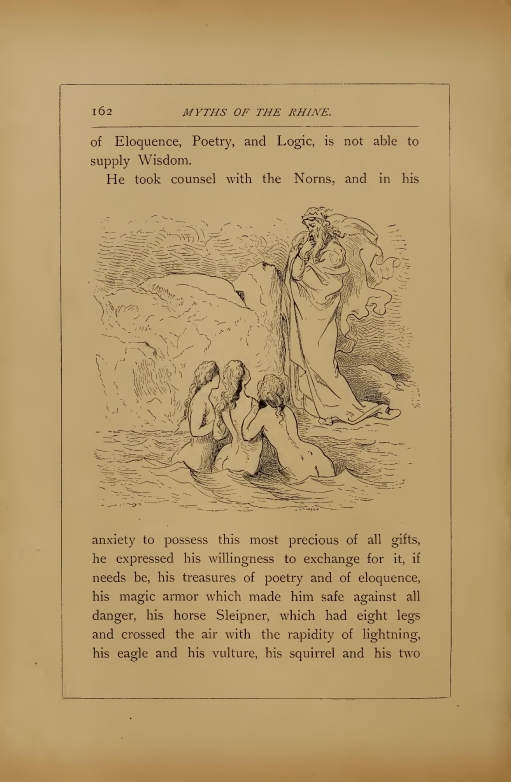 162
MYTHS OF THE RHINE.
of Eloquence, Poetry, and Logic, is not able to
supply Wisdom.
He took counsel with the Norns, and in his
anxiety to possess this most precious of all gifts,
he expressed his willingness to exchange for it, if
needs be, his treasures of poetry and of eloquence,
his magic armor which made him safe against all
danger, his horse Sleipner, which had eight legs
and crossed the air with the rapidity of lightning,
his eagle and his vulture, his squirrel and his two